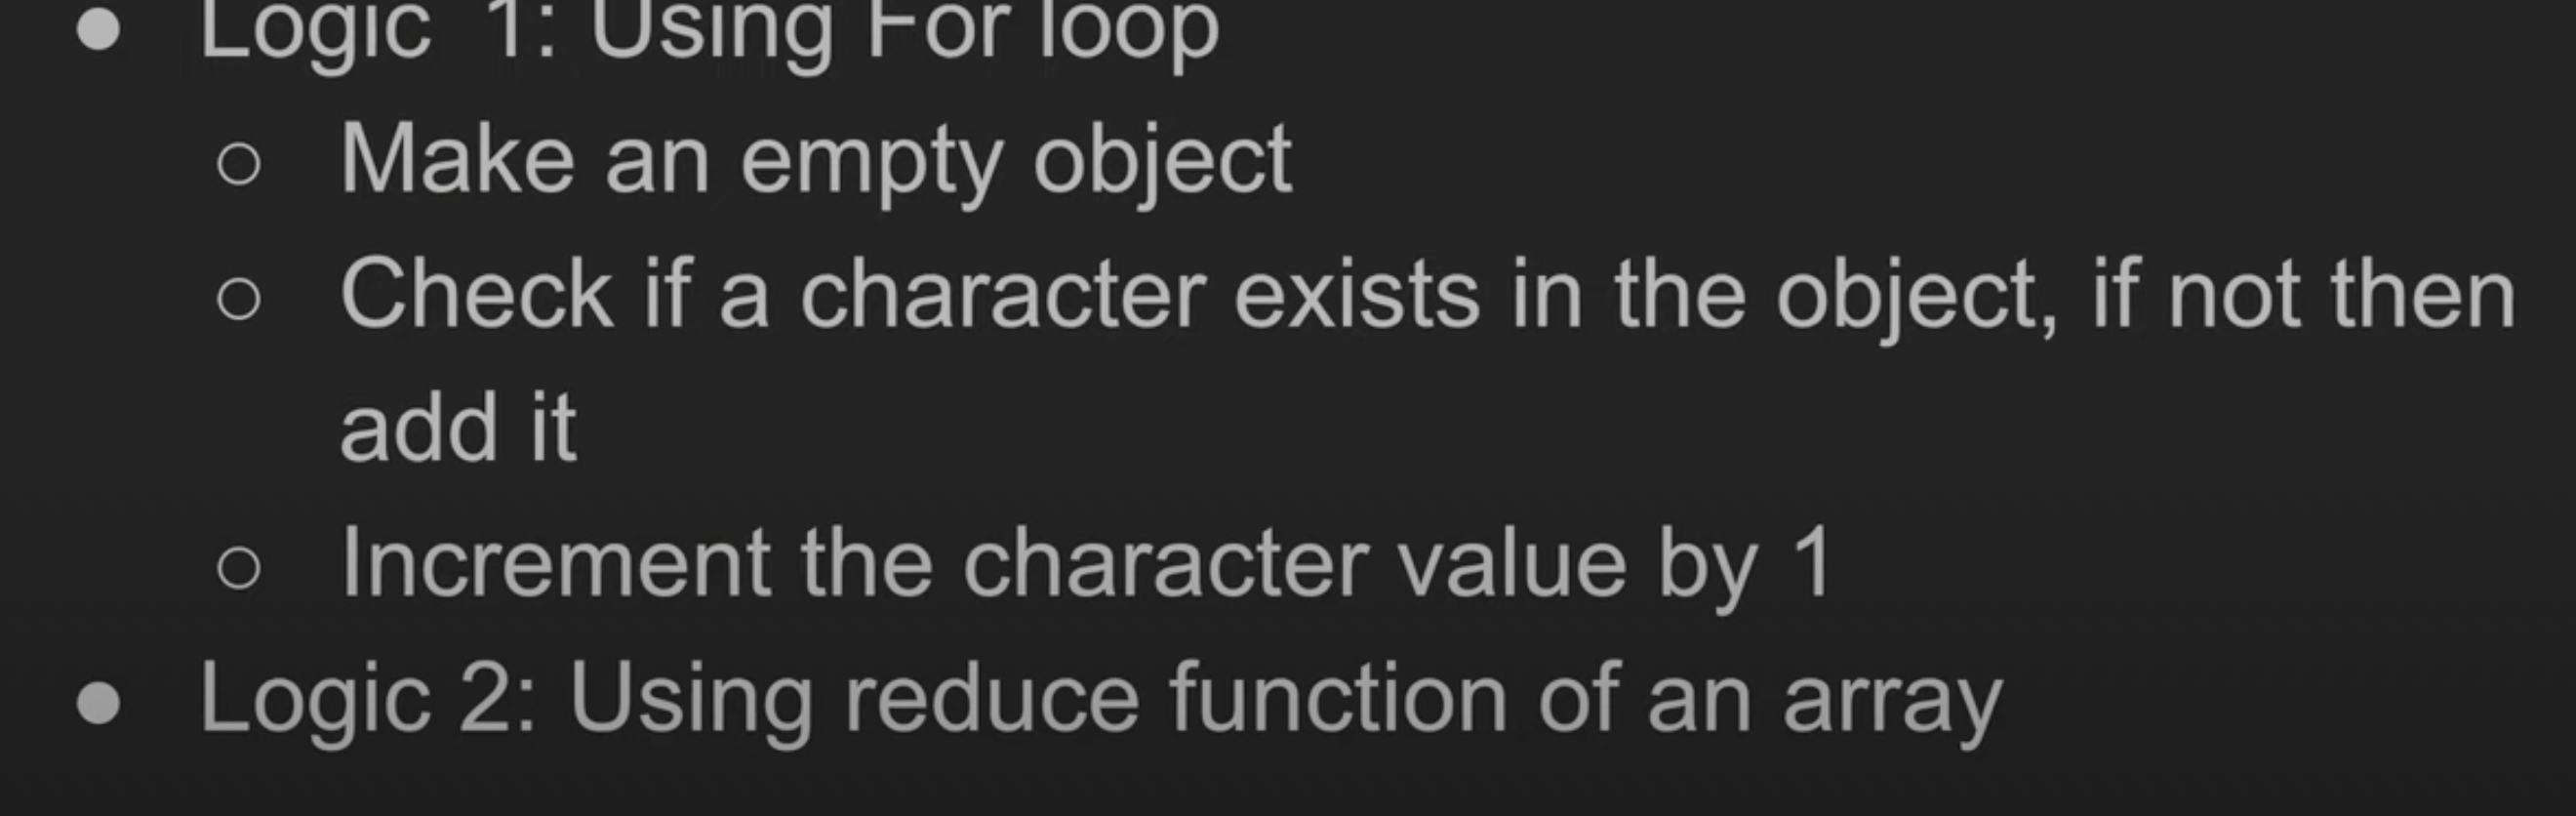 ● Logic 1: Using For loop
○ Make an empty object
○ Check if a character exists in the object, if not then
add it
○ Increment the character value by 1
● Logic 2: Using reduce function of an array